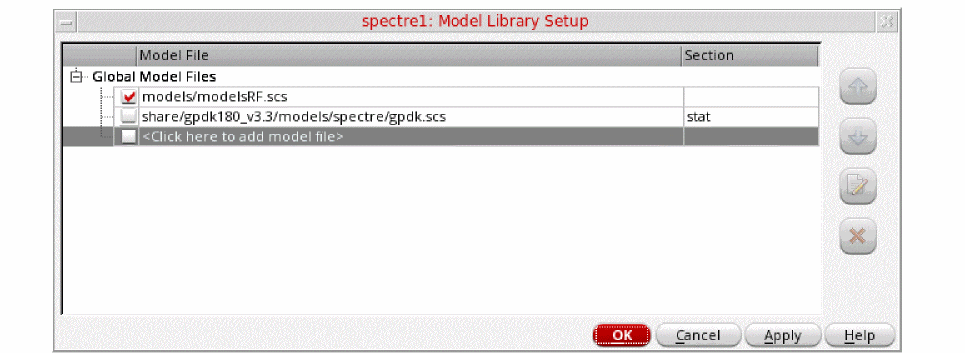 spectre1: Model Library Setup
Model File Section
Global Model Files
models/modelsRF.scs
share/gpdk180_v3.3/models/spectre/gpdk.scs stat
<Click here to add model file>
OK Cancel Apply Help